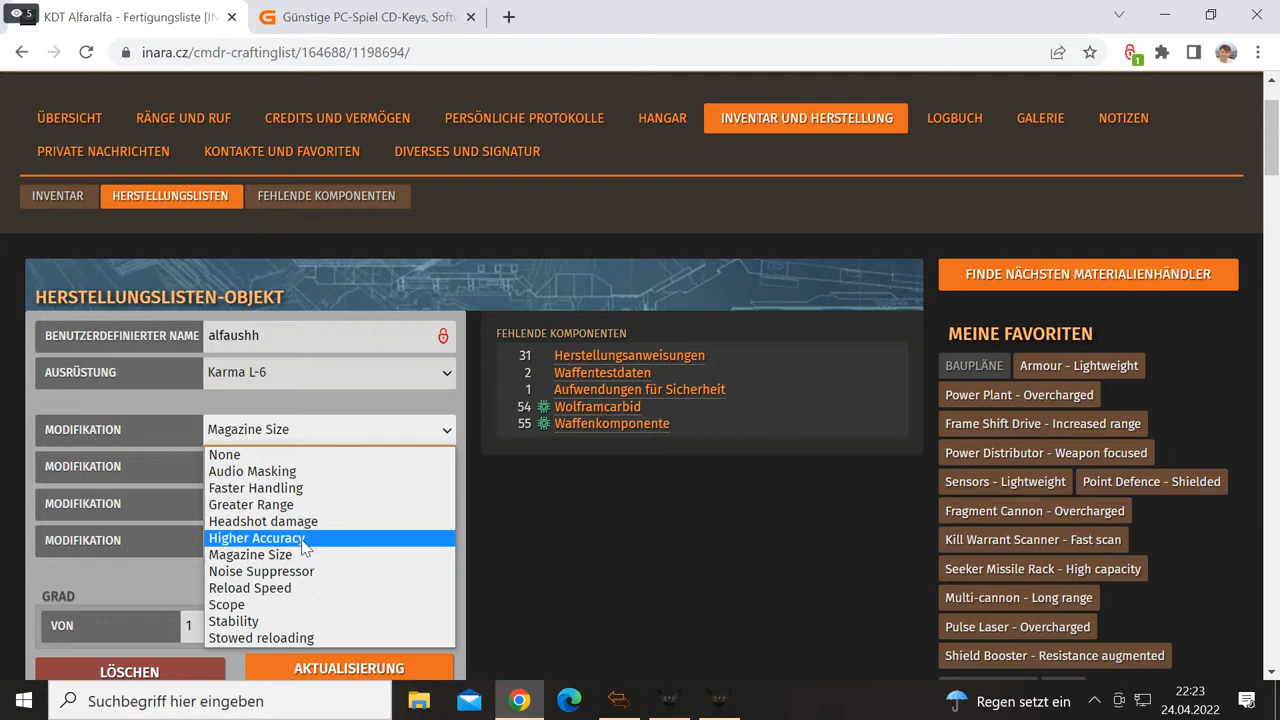 5
KDT Alfaralfa - Fertigungsliste [IN
Günstige PC-Spiel CD-Keys, Softw
inara.cz/cmdr-craftinglist/164688/1198694/
1
ÜBERSICHT RÄNGE UND RUF CREDITS UND VERMÖGEN PERSÖNLICHE PROTOKOLLE HANGAR INVENTAR UND HERSTELLUNG LOGBUCH GALERIE NOTIZEN
PRIVATE NACHRICHTEN KONTAKTE UND FAVORITEN DIVERSES UND SIGNATUR
INVENTAR HERSTELLUNGSLISTEN FEHLENDE KOMPONENTEN
HERSTELLUNGSLISTEN-OBJEKT
BENUTZERDEFINIERTER NAME alfaushh
AUSRÜSTUNG Karma L-6
MODIFIKATION Magazine Size
MODIFIKATION
MODIFIKATION
MODIFIKATION
None
Audio Masking
Faster Handling
Greater Range
Headshot damage
Higher Accuracy
Magazine Size
Noise Suppressor
Reload Speed
Scope
Stability
Stowed reloading
GRAD
VON 1
LÖSCHEN AKTUALISIERUNG
FEHLENDE KOMPONENTEN
31 Herstellungsanweisungen
2 Waffentestdaten
1 Aufwendungen für Sicherheit
54 Wolframcarbid
55 Waffenkomponente
FINDE NÄCHSTEN MATERIALIENHÄNDLER
MEINE FAVORITEN
BAUPLÄNE Armour - Lightweight
Power Plant - Overcharged
Frame Shift Drive - Increased range
Power Distributor - Weapon focused
Sensors - Lightweight Point Defence - Shielded
Fragment Cannon - Overcharged
Kill Warrant Scanner - Fast scan
Seeker Missile Rack - High capacity
Multi-cannon - Long range
Pulse Laser - Overcharged
Shield Booster - Resistance augmented
Suchbegriff hier eingeben
Regen setzt ein
22:23
24.04.2022